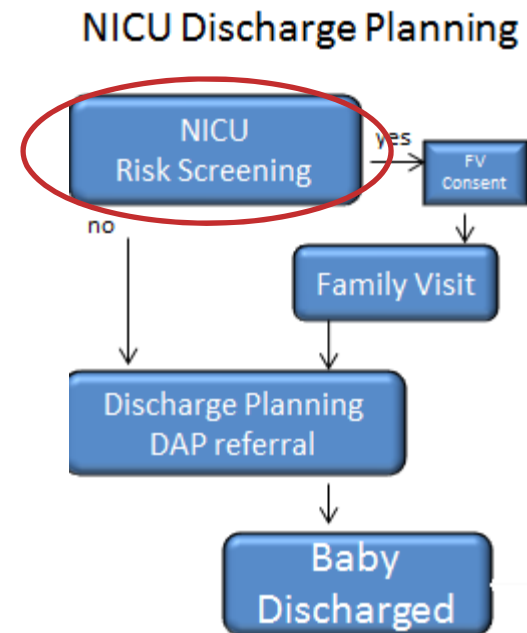 NICU Discharge Planning
NICU
Risk Screening
yes
FV
Consent
no
Family Visit
Discharge Planning
DAP referral
Baby
Discharged